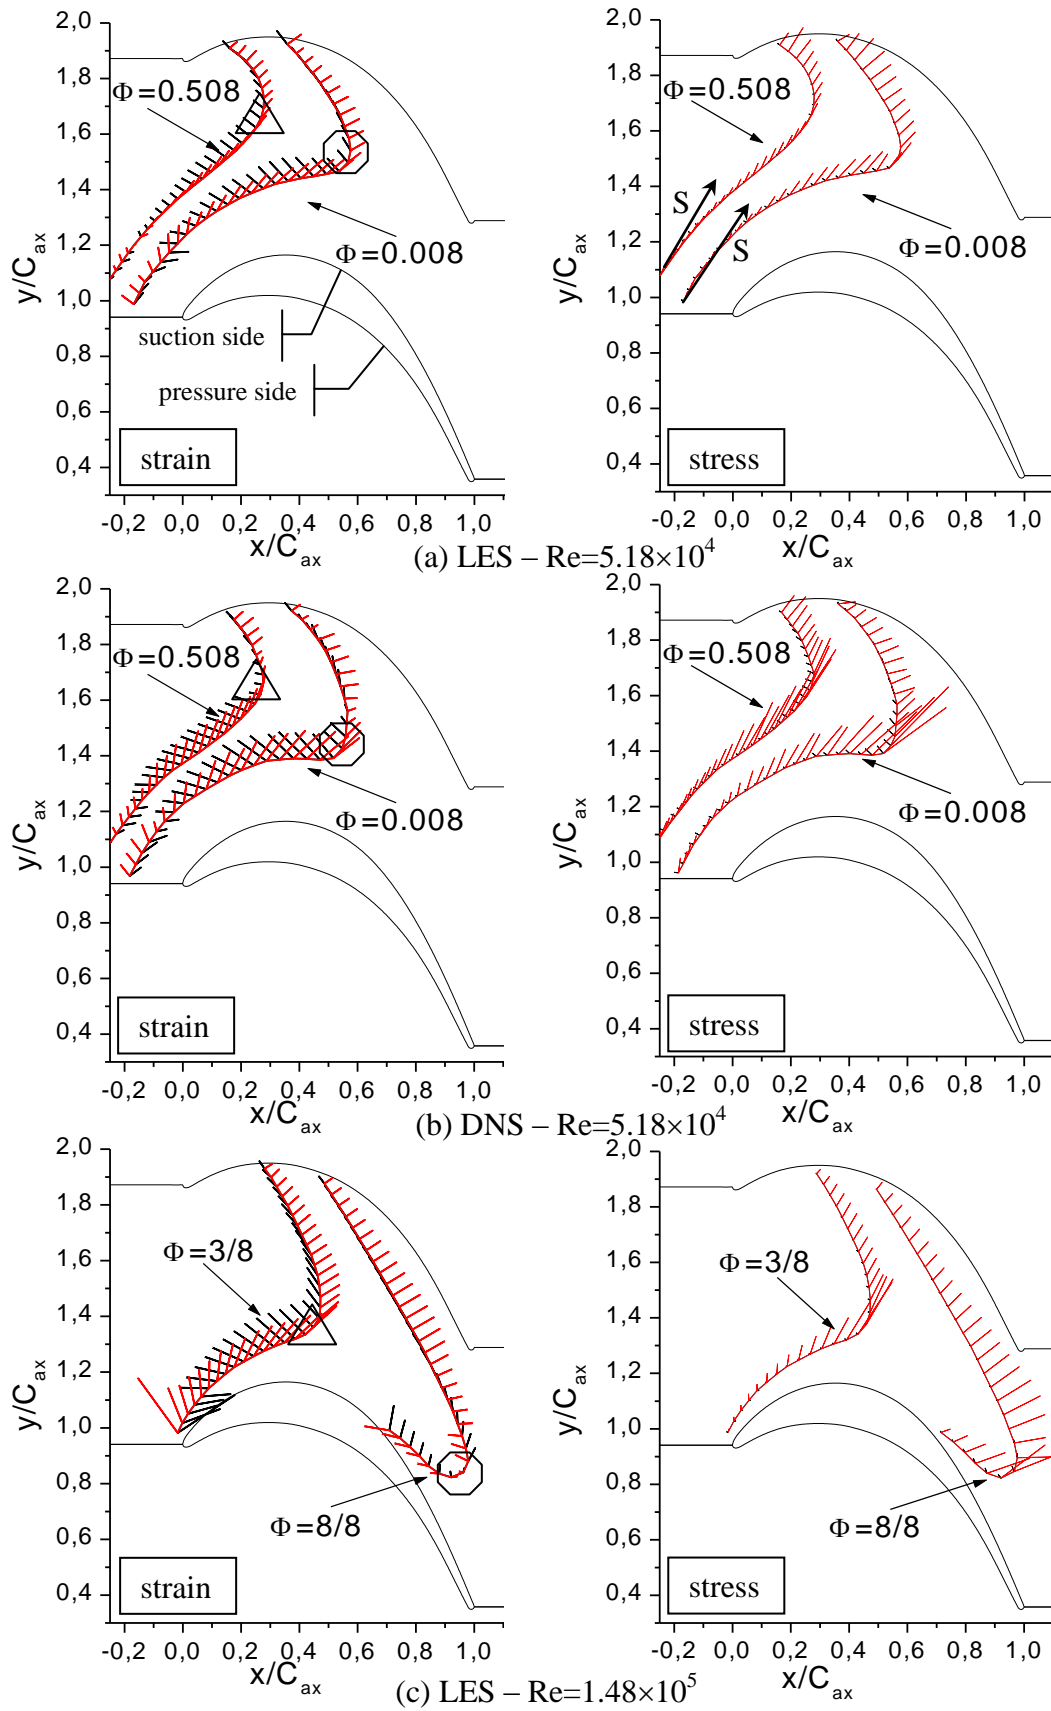 2,0
1,8
1,6
1,4
1,2
1,0
0,8
0,6
0,4
y/Cax
-0,2 0,0 0,2 0,4 0,6 0,8 1,0
x/Cax
Φ=0.508
Φ=0.008
suction side
pressure side
strain
2,0
1,8
1,6
1,4
1,2
1,0
0,8
0,6
0,4
y/Cax
-0,2 0,0 0,2 0,4 0,6 0,8 1,0
x/Cax
Φ=0.508
S
S
Φ=0.008
stress
(a) LES – Re=5.18×10⁴
2,0
1,8
1,6
1,4
1,2
1,0
0,8
0,6
0,4
y/Cax
-0,2 0,0 0,2 0,4 0,6 0,8 1,0
x/Cax
Φ=0.508
Φ=0.008
strain
2,0
1,8
1,6
1,4
1,2
1,0
0,8
0,6
0,4
y/Cax
-0,2 0,0 0,2 0,4 0,6 0,8 1,0
x/Cax
Φ=0.508
Φ=0.008
stress
(b) DNS – Re=5.18×10⁴
2,0
1,8
1,6
1,4
1,2
1,0
0,8
0,6
0,4
y/Cax
-0,2 0,0 0,2 0,4 0,6 0,8 1,0
x/Cax
Φ=3/8
Φ=8/8
strain
2,0
1,8
1,6
1,4
1,2
1,0
0,8
0,6
0,4
y/Cax
-0,2 0,0 0,2 0,4 0,6 0,8 1,0
x/Cax
Φ=3/8
Φ=8/8
stress
(c) LES – Re=1.48×10⁵